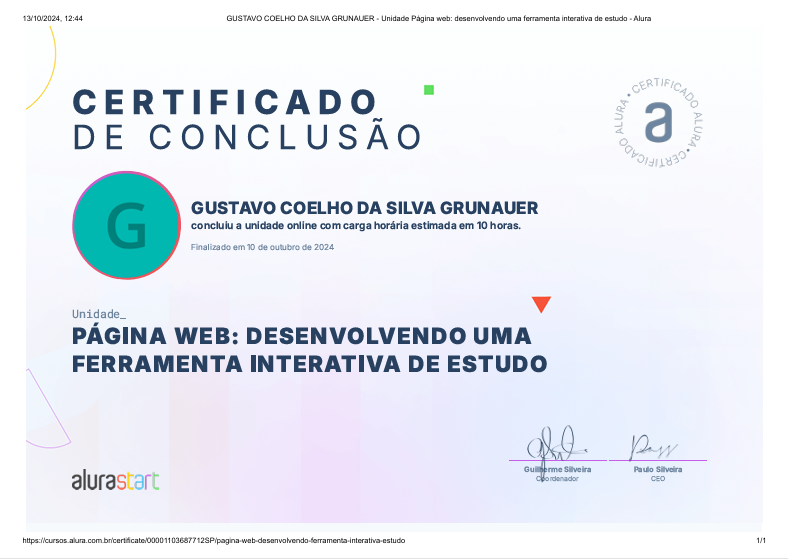 13/10/2024, 12:44
GUSTAVO COELHO DA SILVA GRUNAUER - Unidade Página web: desenvolvendo uma ferramenta interativa de estudo - Alura
CERTIFICADO
DE CONCLUSÃO
CERTIFICADO ALURA • CERTIFICADO ALURA •
a
G
GUSTAVO COELHO DA SILVA GRUNAUER
concluiu a unidade online com carga horária estimada em 10 horas.
Finalizado em 10 de outubro de 2024
Unidade_
PÁGINA WEB: DESENVOLVENDO UMA
FERRAMENTA INTERATIVA DE ESTUDO
Guilherme Silveira
Coordenador
Paulo Silveira
CEO
alurastart
https://cursos.alura.com.br/certificate/00001103687712SP/pagina-web-desenvolvendo-ferramenta-interativa-estudo
1/1